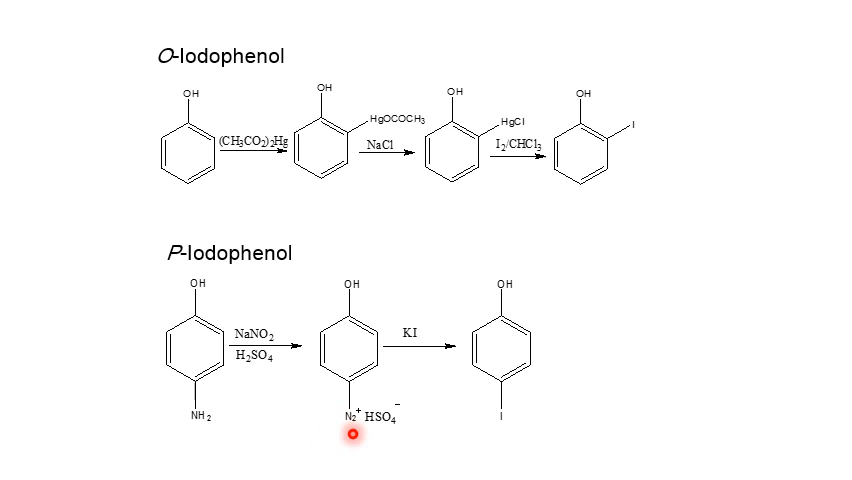 O-Iodophenol
OH OH OH OH
HgOCOCH₃ HgCl I
(CH₃CO₂)₂Hg NaCl I₂/CHCl₃
P-Iodophenol
OH OH OH
NaNO₂ KI
H₂SO₄
NH₂ N₂⁺ HSO₄⁻ I